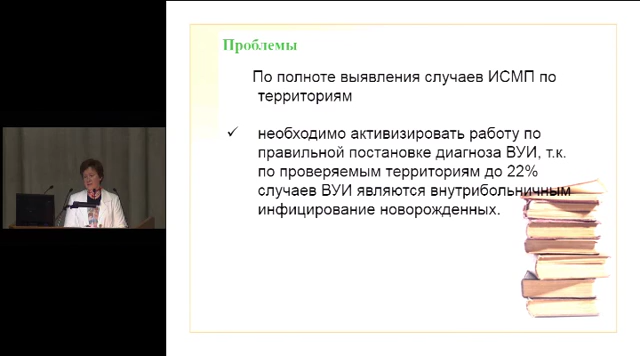 Проблемы
По полноте выявления случаев ИСМП по
территориям
необходимо активизировать работу по
правильной постановке диагноза ВУИ, т.к.
по проверяемым территориям до 22%
случаев ВУИ являются внутрибольничным
инфицирование новорожденных.